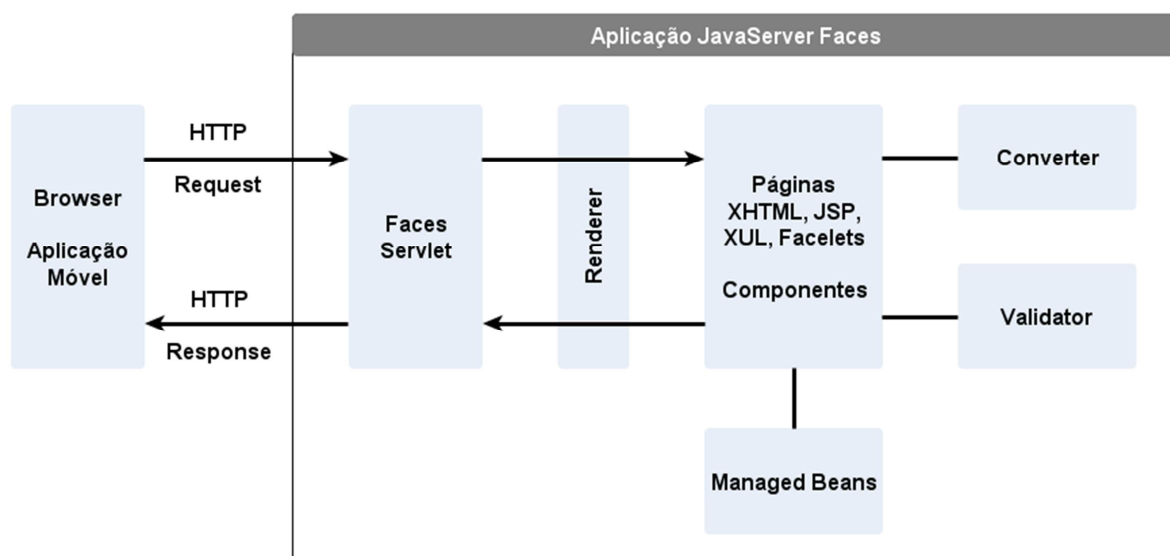 Aplicação JavaServer Faces
HTTP
Request
Browser
Aplicação
Móvel
HTTP
Response
Faces
Servlet
Renderer
Páginas
XHTML, JSP,
XUL, Facelets
Componentes
Converter
Validator
Managed Beans